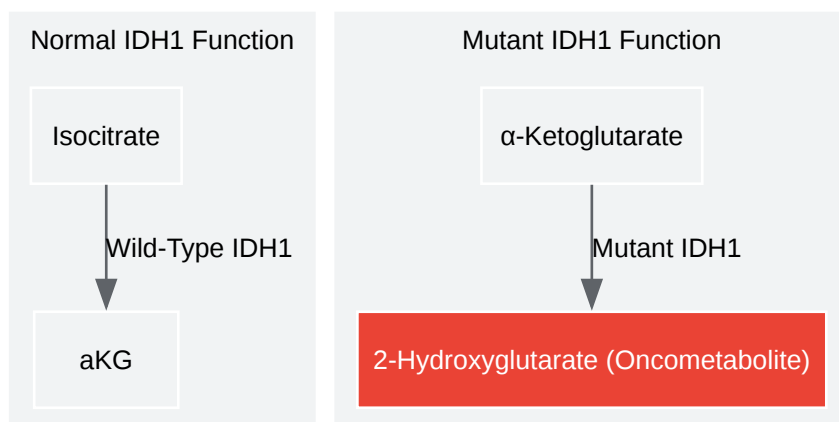 Normal IDH1 Function
Isocitrate
Wild-Type IDH1
aKG
Mutant IDH1 Function
α-Ketoglutarate
Mutant IDH1
2-Hydroxyglutarate (Oncometabolite)